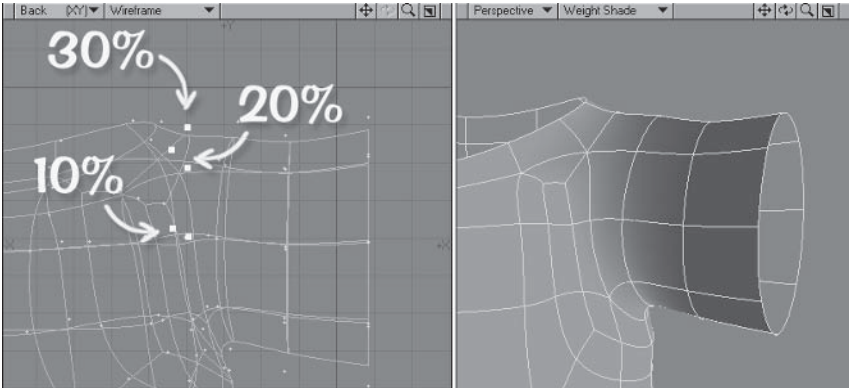 Back (XY) Wireframe
Perspective Weight Shade
+Y
30%
20%
10%
+X